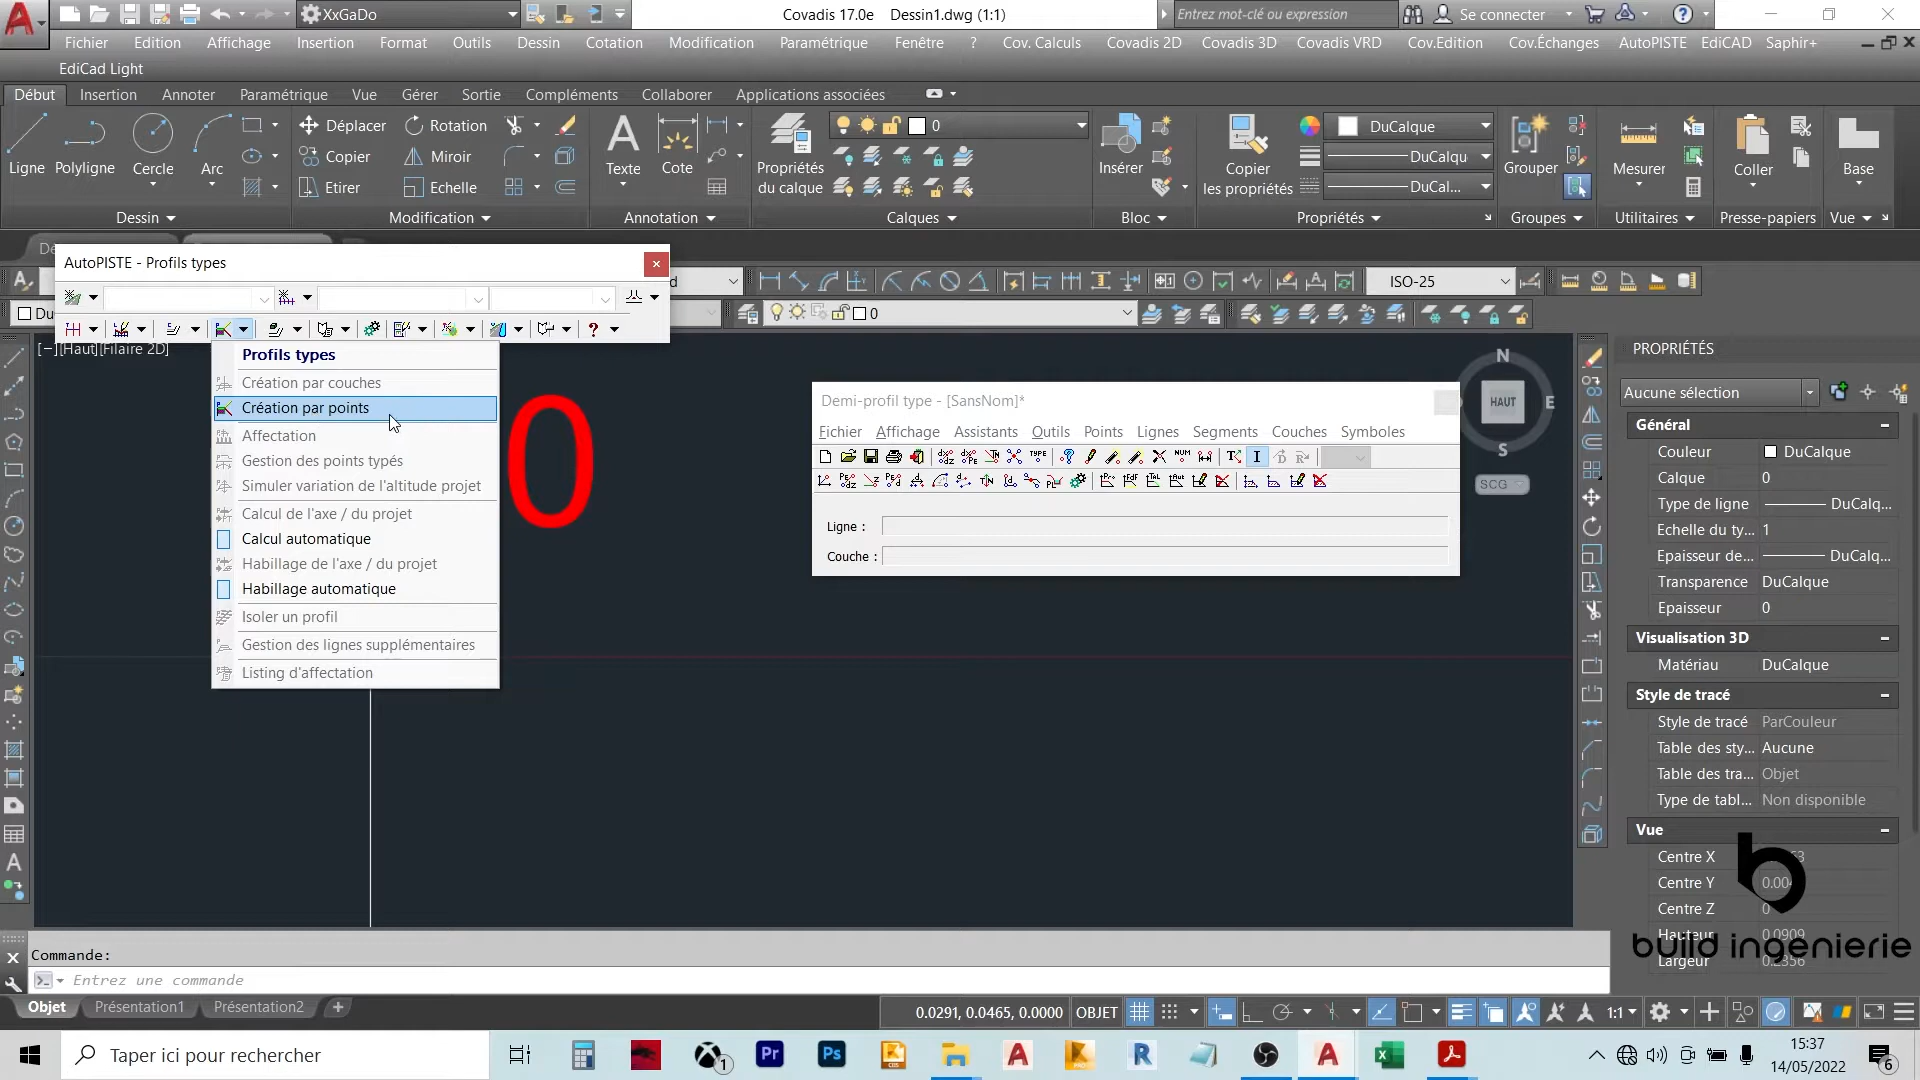 XxGaDo
Covadis 17.0e    Dessin1.dwg (1:1)
Entrez mot-clé ou expression
Se connecter
Fichier Edition Affichage Insertion Format Outils Dessin Cotation Modification Paramétrique Fenêtre ? Cov. Calculs Covadis 2D Covadis 3D Covadis VRD Cov.Edition Cov.Échanges AutoPISTE EdiCAD Saphir+
EdiCad Light
Début Insertion Annoter Paramétrique Vue Gérer Sortie Compléments Collaborer Applications associées
Ligne Polyligne Cercle Arc
Déplacer Rotation
Copier Miroir
Etirer Echelle
Texte Cote
Propriétés du calque
0
Insérer
Copier les propriétés
DuCalque
DuCalqu
DuCal...
Grouper Mesurer Coller Base
Dessin Modification Annotation Calques Bloc Propriétés Groupes Utilitaires Presse-papiers Vue
AutoPISTE - Profils types
d
ISO-25
Du
0
[−][Haut][Filaire 2D]
Profils types
Création par couches
Création par points
Affectation
Gestion des points typés
Simuler variation de l'altitude projet
Calcul de l'axe / du projet
Calcul automatique
Habillage de l'axe / du projet
Habillage automatique
Isoler un profil
Gestion des lignes supplémentaires
Listing d'affectation
0
Demi-profil type - [SansNom]*
Fichier Affichage Assistants Outils Points Lignes Segments Couches Symboles
Ligne :
Couche :
N
HAUT
E
S
SCG
PROPRIÉTÉS
Aucune sélection
Général
Couleur DuCalque
Calque 0
Type de ligne DuCalq...
Echelle du ty... 1
Epaisseur de... DuCalq...
Transparence DuCalque
Epaisseur 0
Visualisation 3D
Matériau DuCalque
Style de tracé
Style de tracé ParCouleur
Table des sty... Aucune
Table des tra... Objet
Type de tabl... Non disponible
Vue
Centre X
Centre Y
Centre Z 0
Hauteur 0.0909
Largeur 0.2356
build ingenierie
Commande:
Entrez une commande
Objet Présentation1 Présentation2 +
0.0291, 0.0465, 0.0000 OBJET
1:1
Taper ici pour rechercher
1
Pr
Ps
15:37
14/05/2022
6